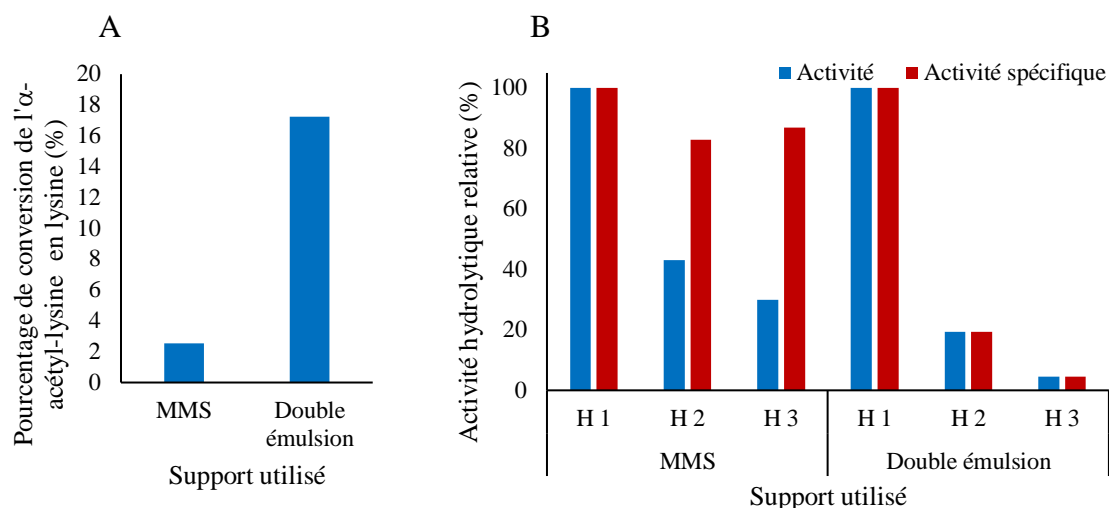 A
Pourcentage de conversion de l'α-
acétyl-lysine en lysine (%)
20
18
16
14
12
10
8
6
4
2
0
MMS
Double
émulsion
Support utilisé
B
Activité
Activité spécifique
Activité hydrolytique relative (%)
100
80
60
40
20
0
H 1
H 2
H 3
H 1
H 2
H 3
MMS
Double émulsion
Support utilisé